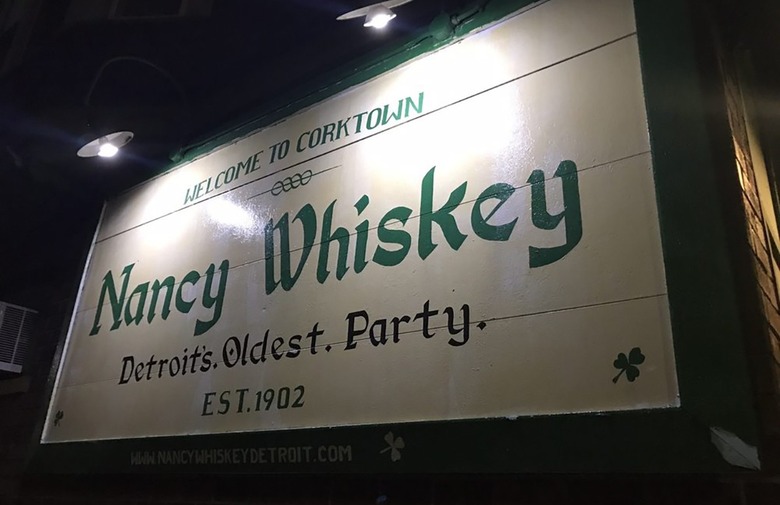 WELCOME TO CORKTOWN
Nancy Whiskey
Detroit's. Oldest. Party.
EST. 1902
WWW.NANCYWHISKEYDETROIT.COM